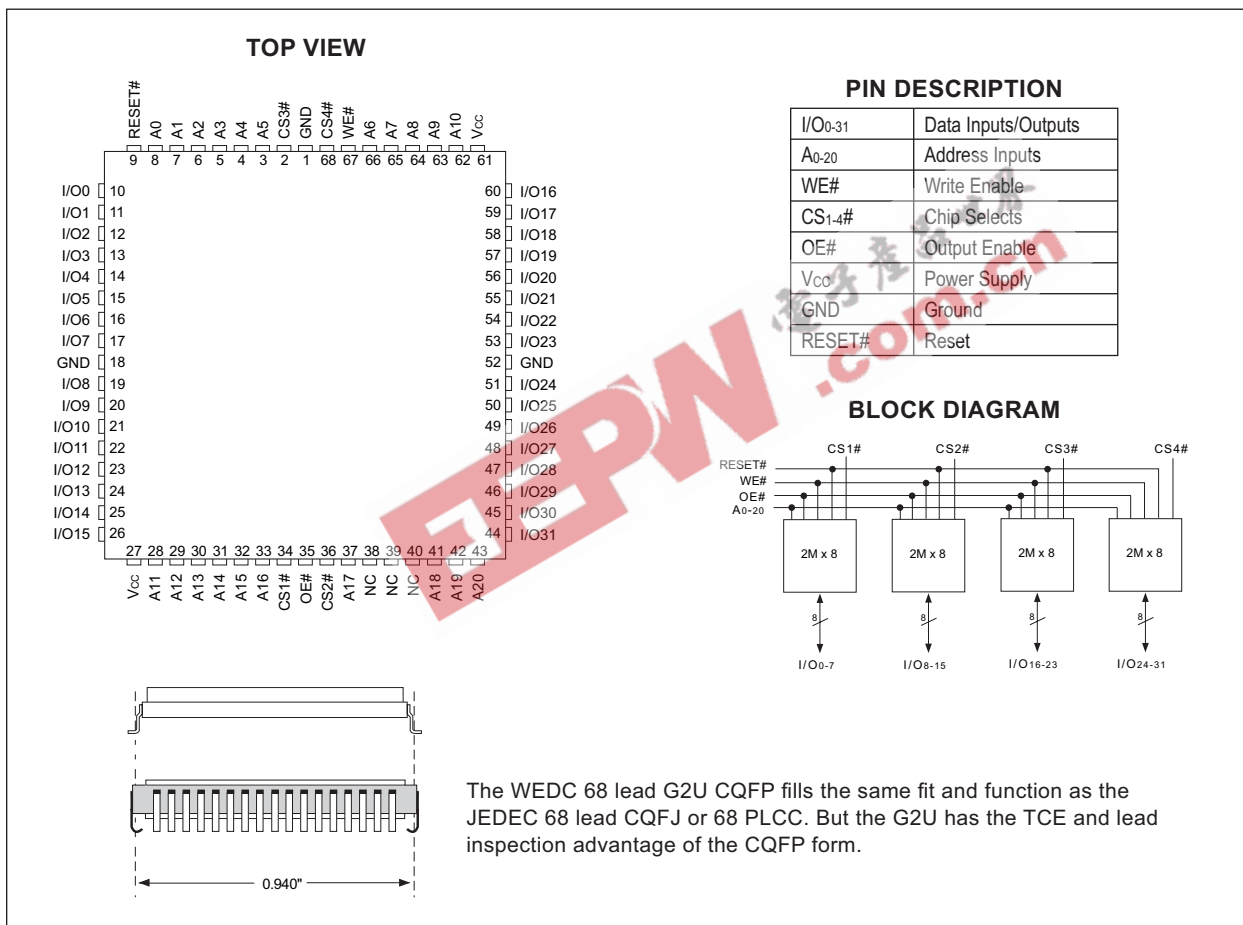 TOP VIEW
RESET# A0 A1 A2 A3 A4 A5 CS3# GND CS4# WE# A6 A7 A8 A9 A10 Vcc
9 8 7 6 5 4 3 2 1 68 67 66 65 64 63 62 61
I/O0 10
I/O1 11
I/O2 12
I/O3 13
I/O4 14
I/O5 15
I/O6 16
I/O7 17
GND 18
I/O8 19
I/O9 20
I/O10 21
I/O11 22
I/O12 23
I/O13 24
I/O14 25
I/O15 26
60 I/O16
59 I/O17
58 I/O18
57 I/O19
56 I/O20
55 I/O21
54 I/O22
53 I/O23
52 GND
51 I/O24
50 I/O25
49 I/O26
48 I/O27
47 I/O28
46 I/O29
45 I/O30
44 I/O31
27 28 29 30 31 32 33 34 35 36 37 38 39 40 41 42 43
Vcc A11 A12 A13 A14 A15 A16 CS1# OE# CS2# A17 NC NC NC A18 A19 A20
PIN DESCRIPTION
I/O0-31 Data Inputs/Outputs
A0-20 Address Inputs
WE# Write Enable
CS1-4# Chip Selects
OE# Output Enable
Vcc Power Supply
GND Ground
RESET# Reset
EEPW
.com.cn
電子產品世界
BLOCK DIAGRAM
CS1# CS2# CS3# CS4#
RESET#
WE#
OE#
A0-20
2M x 8 2M x 8 2M x 8 2M x 8
8 8 8 8
I/O0-7 I/O8-15 I/O16-23 I/O24-31
0.940"
The WEDC 68 lead G2U CQFP fills the same fit and function as the
JEDEC 68 lead CQFJ or 68 PLCC. But the G2U has the TCE and lead
inspection advantage of the CQFP form.